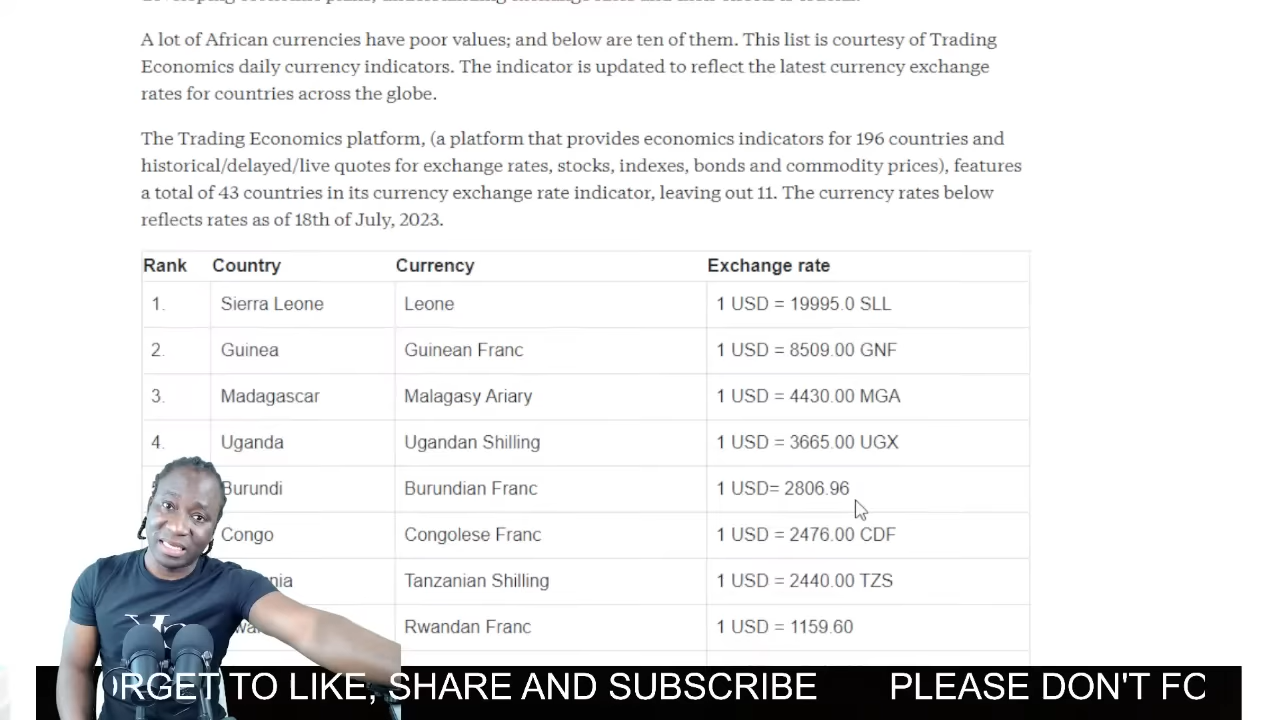 A lot of African currencies have poor values; and below are ten of them. This list is courtesy of Trading
Economics daily currency indicators. The indicator is updated to reflect the latest currency exchange
rates for countries across the globe.
The Trading Economics platform, (a platform that provides economics indicators for 196 countries and
historical/delayed/live quotes for exchange rates, stocks, indexes, bonds and commodity prices), features
a total of 43 countries in its currency exchange rate indicator, leaving out 11. The currency rates below
reflects rates as of 18th of July, 2023.
Rank Country Currency Exchange rate
1. Sierra Leone Leone 1 USD = 19995.0 SLL
2. Guinea Guinean Franc 1 USD = 8509.00 GNF
3. Madagascar Malagasy Ariary 1 USD = 4430.00 MGA
4. Uganda Ugandan Shilling 1 USD = 3665.00 UGX
Burundi Burundian Franc 1 USD= 2806.96
Congo Congolese Franc 1 USD = 2476.00 CDF
nia Tanzanian Shilling 1 USD = 2440.00 TZS
Rwandan Franc 1 USD = 1159.60
RGET TO LIKE, SHARE AND SUBSCRIBE PLEASE DON'T FO